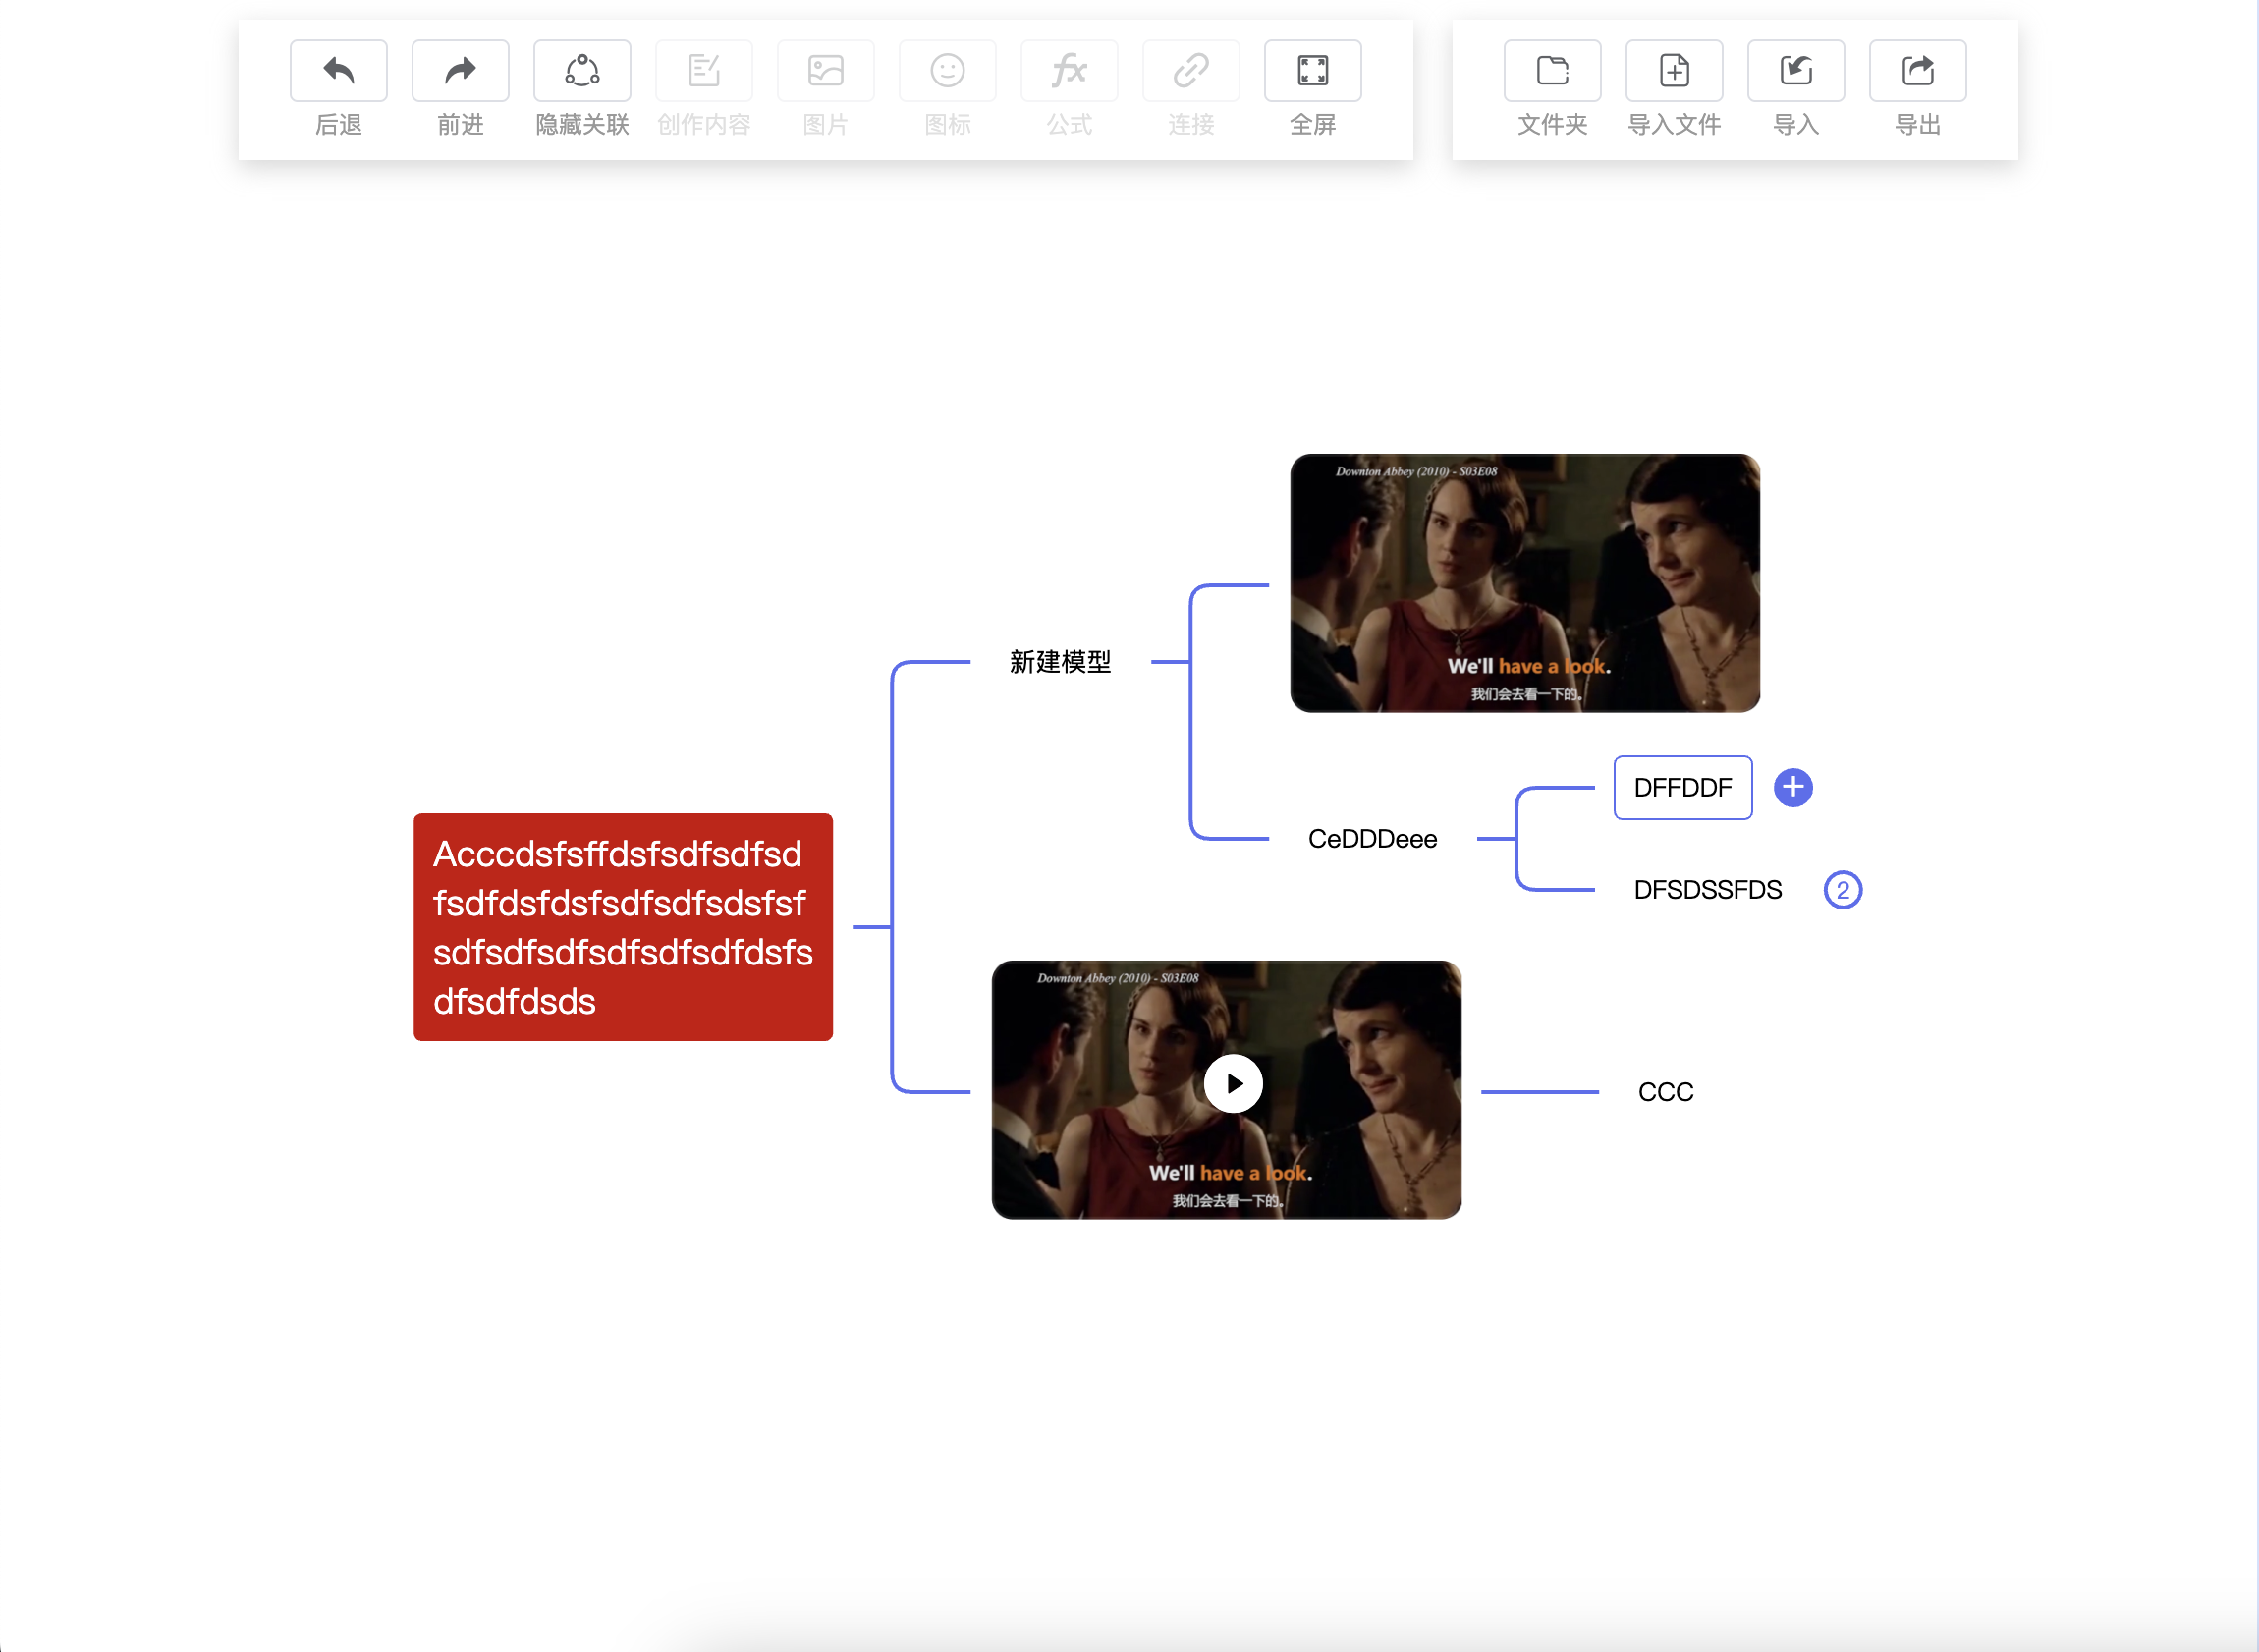 后退 前进 隐藏关联 创作内容 图片 图标 公式 连接 全屏 文件夹 导入文件 导入 导出
Downton Abbey (2010) - S03E08
We'll have a look.
我们会去看一下的。
新建模型
DFFDDF
CeDDDeee
DFSDSSFDS 2
Acccdsfsffdsfsdfsdfsd
fsdfdsfdsfsdfsdfsdsfsf
sdfsdfsdfsdfsdfsdfdsfs
dfsdfdsds
Downton Abbey (2010) - S03E08
We'll have a look.
我们会去看一下的。
CCC